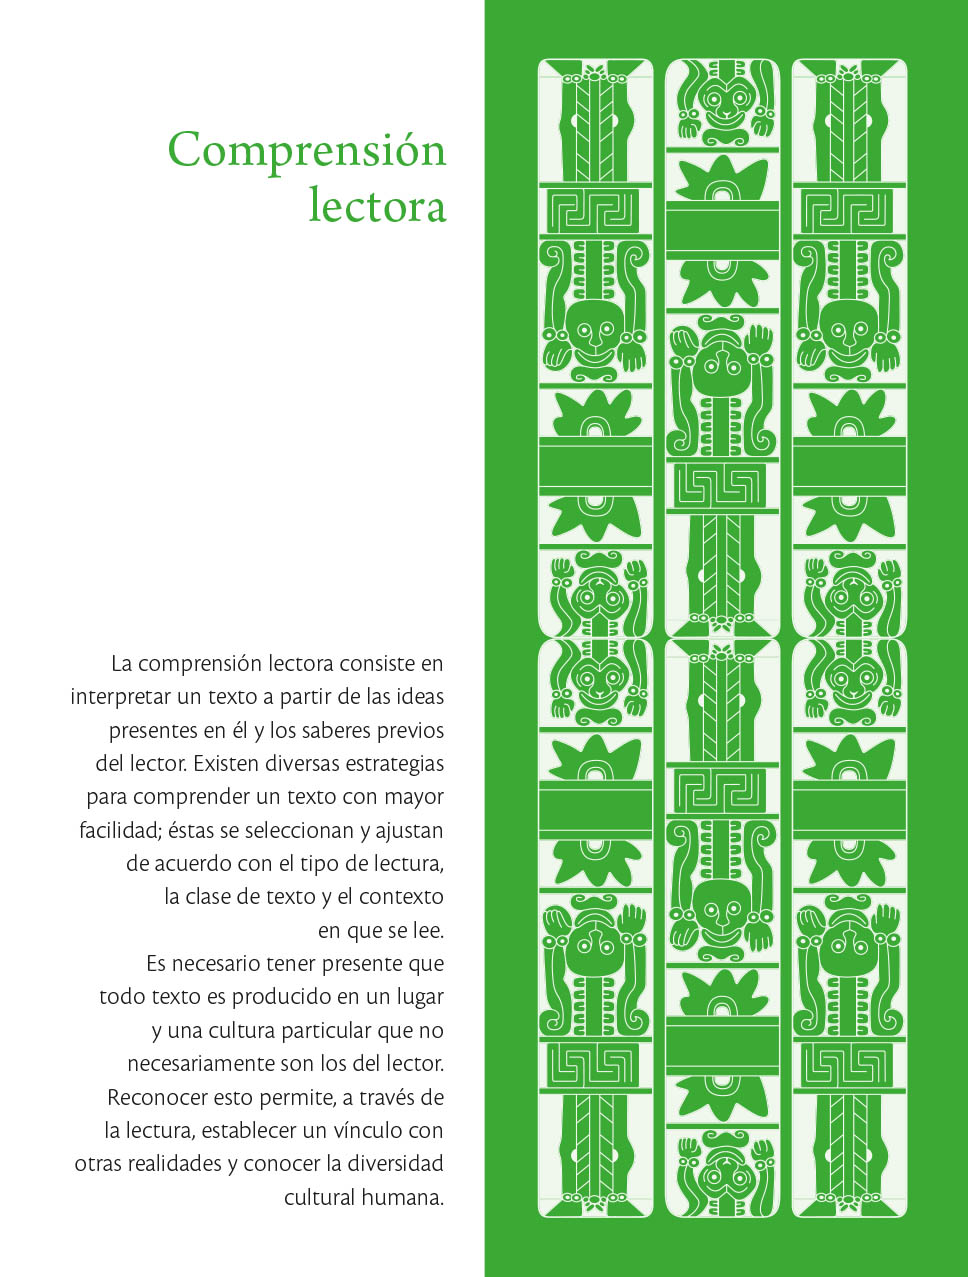 Comprensión
lectora
La comprensión lectora consiste en
interpretar un texto a partir de las ideas
presentes en él y los saberes previos
del lector. Existen diversas estrategias
para comprender un texto con mayor
facilidad; éstas se seleccionan y ajustan
de acuerdo con el tipo de lectura,
la clase de texto y el contexto
en que se lee.
Es necesario tener presente que
todo texto es producido en un lugar
y una cultura particular que no
necesariamente son los del lector.
Reconocer esto permite, a través de
la lectura, establecer un vínculo con
otras realidades y conocer la diversidad
cultural humana.